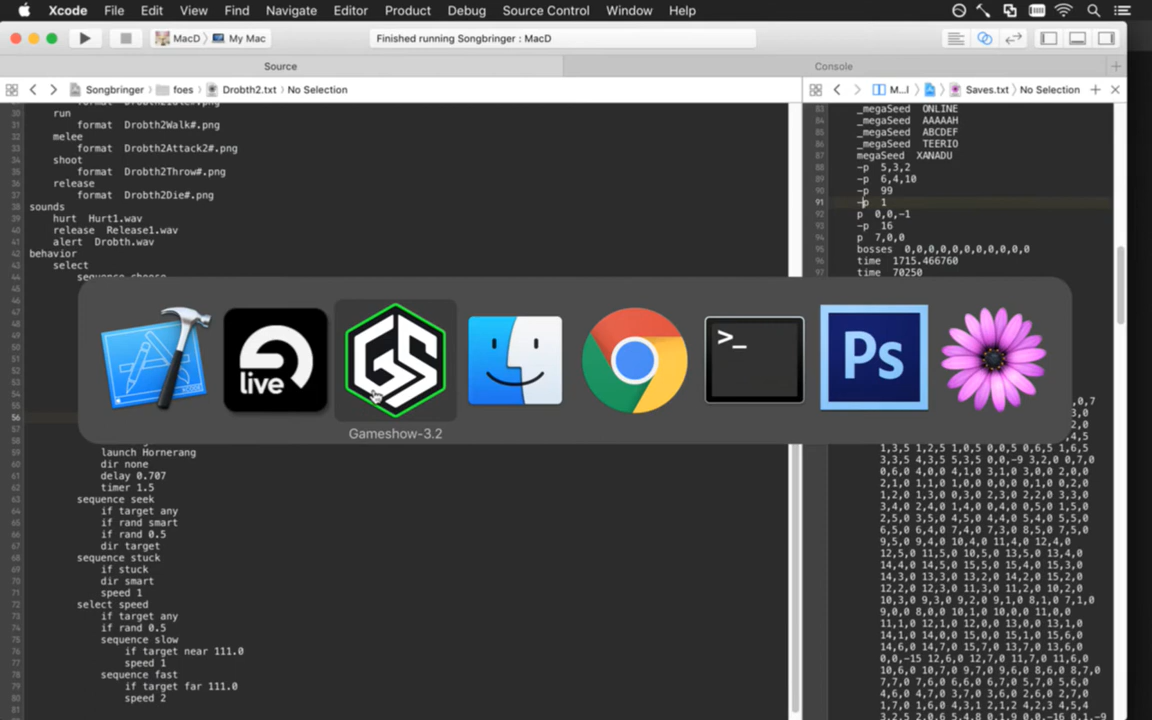 Xcode File Edit View Find Navigate Editor Product Debug Source Control Window Help
MacD My Mac Finished running Songbringer : MacD
Source Console
Songbringer foes Drobth2.txt No Selection
M...l Saves.txt No Selection
30 run
31 format Drobth2Walk#.png
32 melee
33 format Drobth2Attack2#.png
34 shoot
35 format Drobth2Throw#.png
36 release
37 format Drobth2Die#.png
38 sounds
39 hurt Hurt1.wav
40 release Release1.wav
41 alert Drobth.wav
42 behavior
43 select
44 sequence choose
83 _megaSeed ONLINE
84 _megaSeed AAAAAH
85 _megaSeed ABCDEF
86 _megaSeed TEERIO
87 megaSeed XANADU
88 -p 5,3,2
89 -p 6,4,10
90 -p 99
91 -p 1
92 p 0,0,-1
93 -p 16
94 p 7,0,0
95 bosses 0,0,0,0,0,0,0,0,0,0,0
96 time 1715.466760
97 time 70250
live
GS
>_
Ps
Gameshow-3.2
59 launch Hornerang
60 dir none
61 delay 0.707
62 timer 1.5
63 sequence seek
64 if target any
65 if rand smart
66 if rand 0.5
67 dir target
68 sequence stuck
69 if stuck
70 dir smart
71 speed 1
72 select speed
73 if target any
74 if rand 0.5
75 sequence slow
76 if target near 111.0
77 speed 1
78 sequence fast
79 if target far 111.0
80 speed 2
81
1,3,5 1,2,5 1,0,5 0,0,5 0,6,5 1,6,5
3,3,5 4,3,5 5,3,5 0,0,-9 3,2,0 0,7,0
0,6,0 4,0,0 4,1,0 3,1,0 3,0,0 2,0,0
2,1,0 1,1,0 1,0,0 0,0,0 0,1,0 0,2,0
1,2,0 1,3,0 0,3,0 2,3,0 2,2,0 3,3,0
3,4,0 2,4,0 1,4,0 0,4,0 0,5,0 1,5,0
2,5,0 3,5,0 4,5,0 4,4,0 5,4,0 5,5,0
6,5,0 6,4,0 7,4,0 7,3,0 8,5,0 7,5,0
9,5,0 9,4,0 10,4,0 11,4,0 12,4,0
12,5,0 11,5,0 10,5,0 13,5,0 13,4,0
14,4,0 14,5,0 15,5,0 15,4,0 15,3,0
14,3,0 13,3,0 13,2,0 14,2,0 15,2,0
12,2,0 12,3,0 11,3,0 11,2,0 10,2,0
10,3,0 9,3,0 9,2,0 9,1,0 8,1,0 7,1,0
9,0,0 8,0,0 10,1,0 10,0,0 11,0,0
11,1,0 12,1,0 12,0,0 13,0,0 13,1,0
14,1,0 14,0,0 15,0,0 15,1,0 15,6,0
14,6,0 14,7,0 15,7,0 13,7,0 13,6,0
0,0,-15 12,6,0 12,7,0 11,7,0 11,6,0
10,6,0 10,7,0 9,7,0 9,6,0 8,6,0 8,7,0
7,7,0 7,6,0 6,6,0 6,7,0 5,7,0 5,6,0
4,6,0 4,7,0 3,7,0 3,6,0 2,6,0 2,7,0
1,7,0 1,6,0 4,3,1 4,2,1 4,2,3 4,5,4
3,2,5 2,0,6 5,4,8 0,1,9 0,0,-16 0,1,-9